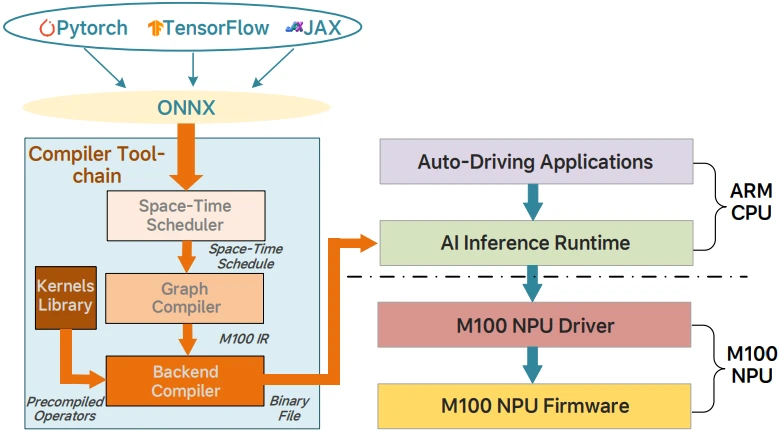 Pytorch TensorFlow JAX
ONNX
Compiler Tool-
chain
Space-Time
Scheduler
Space-Time
Schedule
Kernels
Library
Graph
Compiler
M100 IR
Backend
Compiler
Precompiled
Operators
Binary
File
Auto-Driving Applications
AI Inference Runtime
ARM
CPU
M100 NPU Driver
M100 NPU Firmware
M100
NPU